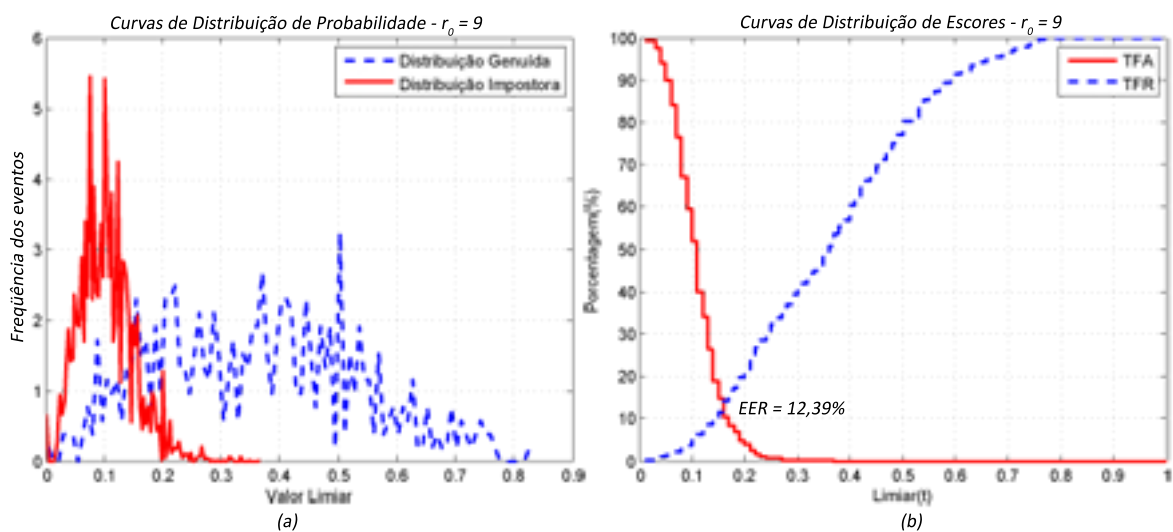 Curvas de Distribuição de Probabilidade - r0 = 9
6
5
4
3
2
1
0
Freqüência dos eventos
Distribuição Genuída
Distribuição Impostora
0 0.1 0.2 0.3 0.4 0.5 0.6 0.7 0.8 0.9
Valor Limiar
(a)
Curvas de Distribuição de Escores - r0 = 9
100
90
80
70
60
50
40
30
20
10
0
Porcentagem(%)
TFA
TFR
EER = 12,39%
0 0.1 0.2 0.3 0.4 0.5 0.6 0.7 0.8 0.9 1
Limiar(t)
(b)